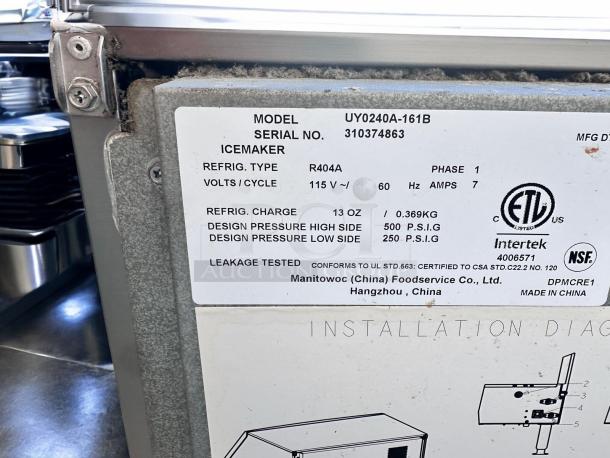 MODEL UY0240A-161B
SERIAL NO. 310374863
MFG D
ICEMAKER
REFRIG. TYPE R404A PHASE 1
VOLTS / CYCLE 115 V ~/ 60 Hz AMPS 7
REFRIG. CHARGE 13 OZ / 0.369KG
DESIGN PRESSURE HIGH SIDE 500 P.S.I.G
DESIGN PRESSURE LOW SIDE 250 P.S.I.G
C ETL US
LISTED
Intertek
4006571
NSF.
LEAKAGE TESTED CONFORMS TO UL STD.563: CERTIFIED TO CSA STD.C22.2 NO. 120
Manitowoc (China) Foodservice Co., Ltd. DPMCRE1
Hangzhou , China MADE IN CHINA
INSTALLATION DIAG
2
3
4
5